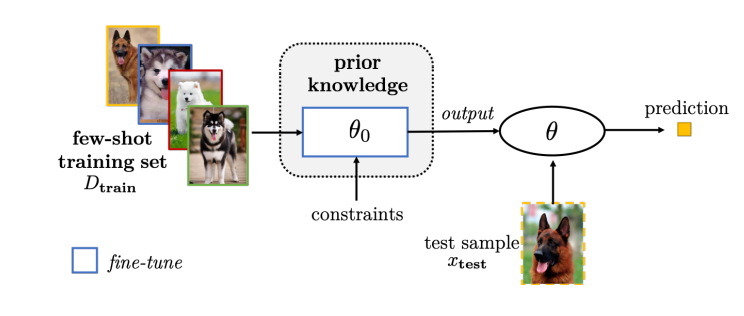 prior
knowledge
θ₀
output
θ
prediction
few-shot
training set
D_train
constraints
test sample
x_test
fine-tune